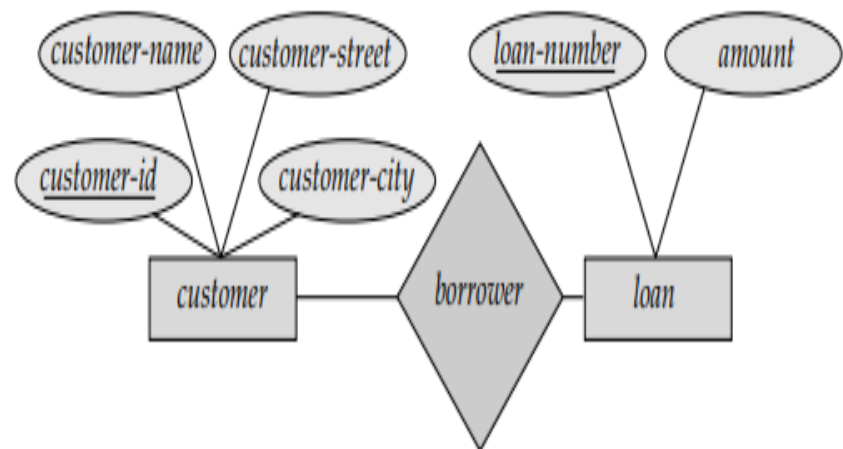 customer-name
customer-street
loan-number
amount
customer-id
customer-city
customer
borrower
loan